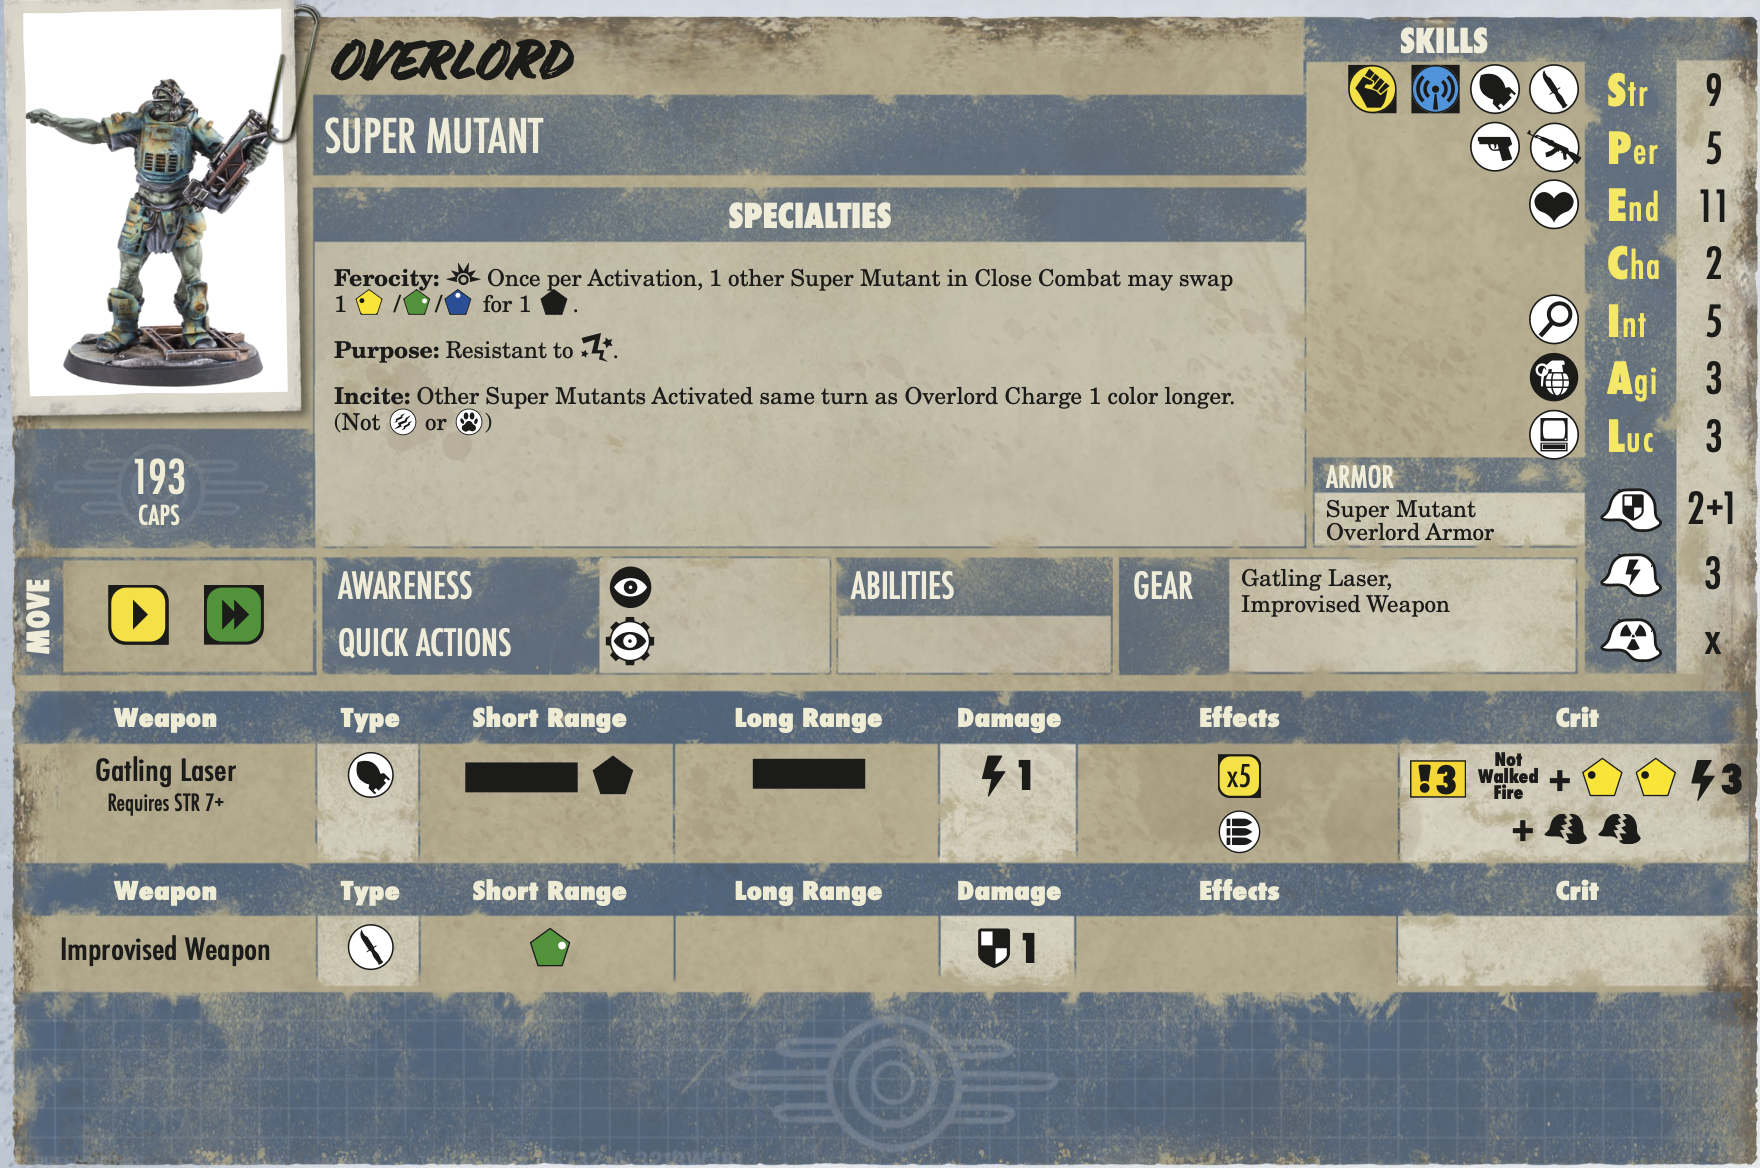 OVERLORD
SUPER MUTANT
SPECIALTIES
Ferocity: Once per Activation, 1 other Super Mutant in Close Combat may swap
1 / / for 1 .
Purpose: Resistant to .
Incite: Other Super Mutants Activated same turn as Overlord Charge 1 color longer.
(Not or )
193
CAPS
SKILLS
Str 9
Per 5
End 11
Cha 2
Int 5
Agi 3
Luc 3
ARMOR
Super Mutant
Overlord Armor
2+1
3
x
MOVE
AWARENESS
QUICK ACTIONS
ABILITIES
GEAR
Gatling Laser,
Improvised Weapon
Weapon Type Short Range Long Range Damage Effects Crit
Gatling Laser
Requires STR 7+
1
x5
!3 Not Walked Fire + 3
+
Weapon Type Short Range Long Range Damage Effects Crit
Improvised Weapon 1